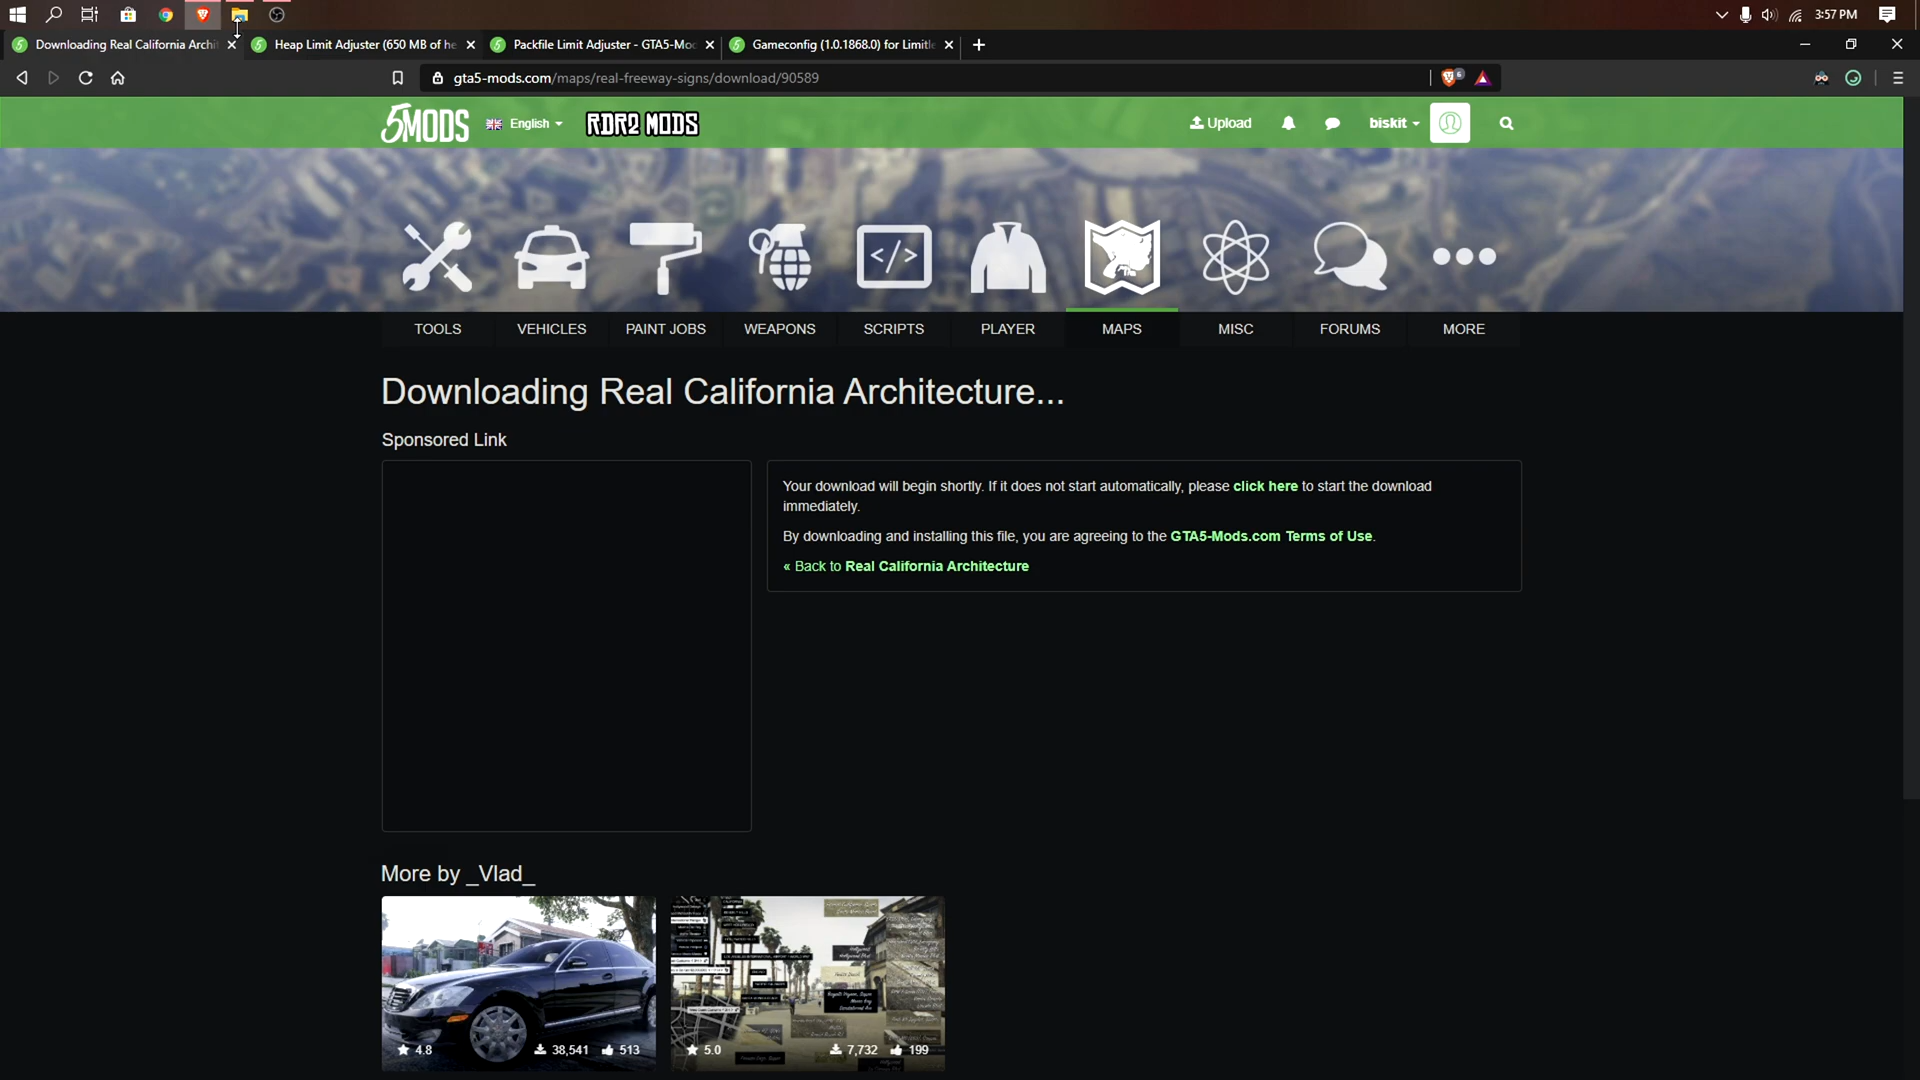 3:57 PM
Downloading Real California Archi
Heap Limit Adjuster (650 MB of he
Packfile Limit Adjuster - GTA5-Mo
Gameconfig (1.0.1868.0) for Limitl
gta5-mods.com/maps/real-freeway-signs/download/90589
6
5MODS
English
RDR2 MODS
Upload
biskit
TOOLS
VEHICLES
PAINT JOBS
WEAPONS
SCRIPTS
PLAYER
MAPS
MISC
FORUMS
MORE
Downloading Real California Architecture...
Sponsored Link
Your download will begin shortly. If it does not start automatically, please click here to start the download
immediately.
By downloading and installing this file, you are agreeing to the GTA5-Mods.com Terms of Use.
« Back to Real California Architecture
More by _Vlad_
4.8
38,541
513
5.0
7,732
199